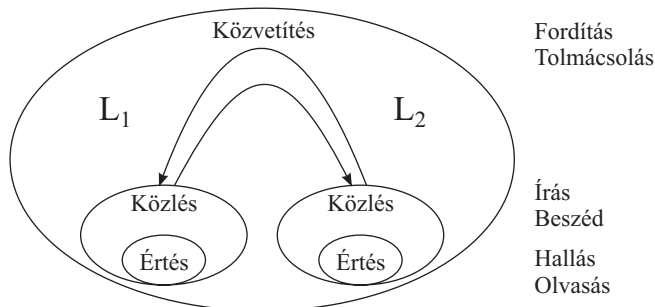 Közvetítés
Fordítás
Tolmácsolás
L1 L2
Közlés Közlés
Írás
Beszéd
Értés Értés
Hallás
Olvasás